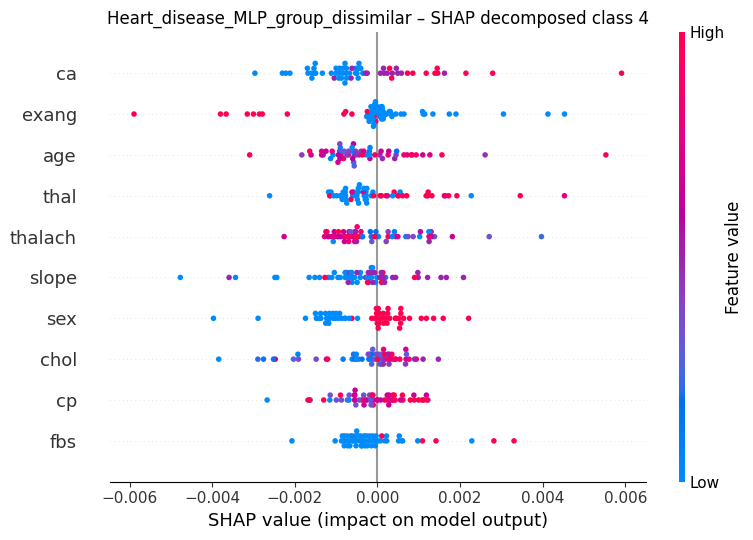 Heart_disease_MLP_group_dissimilar – SHAP decomposed class 4
High
ca
exang
age
thal
thalach
slope
sex
chol
cp
fbs
Feature value
Low
−0.006 −0.004 −0.002 0.000 0.002 0.004 0.006
SHAP value (impact on model output)